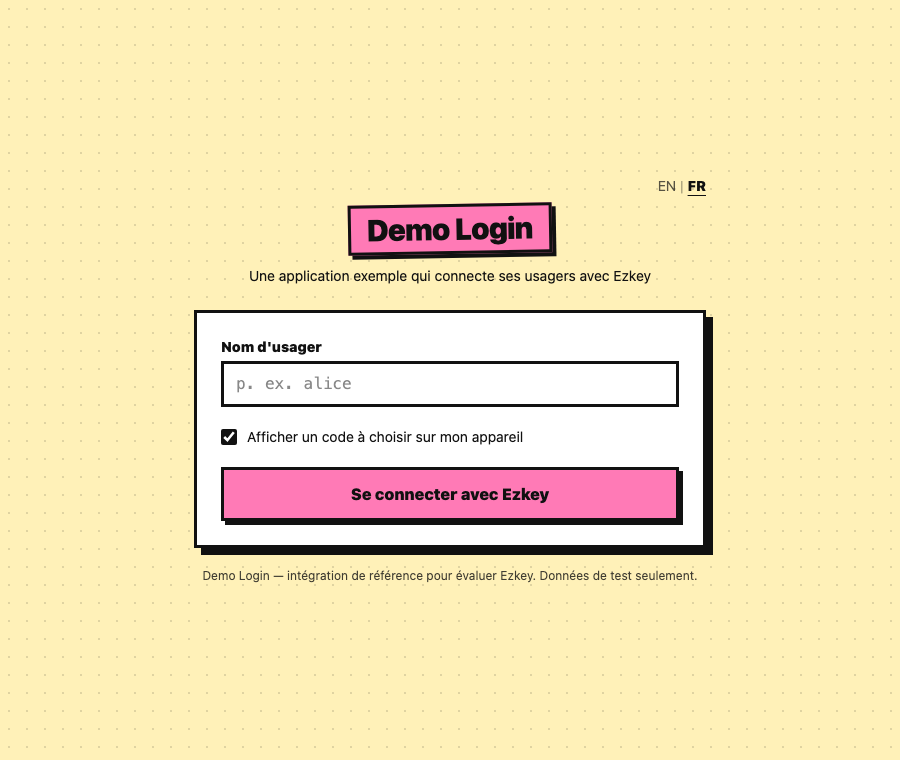 EN | FR
Demo Login
Une application exemple qui connecte ses usagers avec Ezkey
Nom d'usager
p. ex. alice
Afficher un code à choisir sur mon appareil
Se connecter avec Ezkey
Demo Login — intégration de référence pour évaluer Ezkey. Données de test seulement.